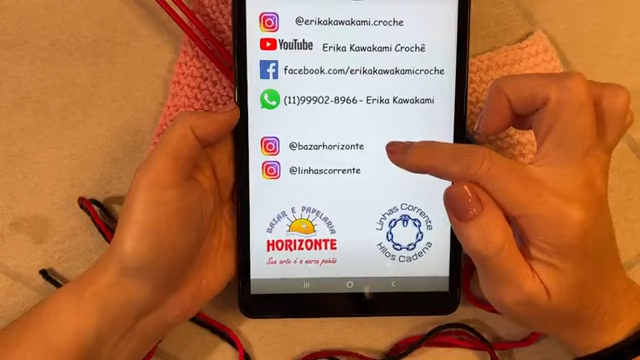 @erikakawakami.croche
YouTube Erika Kawakami Crochê
facebook.com/erikakawakamicroche
(11)99902-8966 - Erika Kawakami
@bazarhorizonte
@linhascorrente
BAZAR E PAPELARIA
HORIZONTE
Sua arte é a nossa paixão
Linhas Corrente
Hilos Cadena